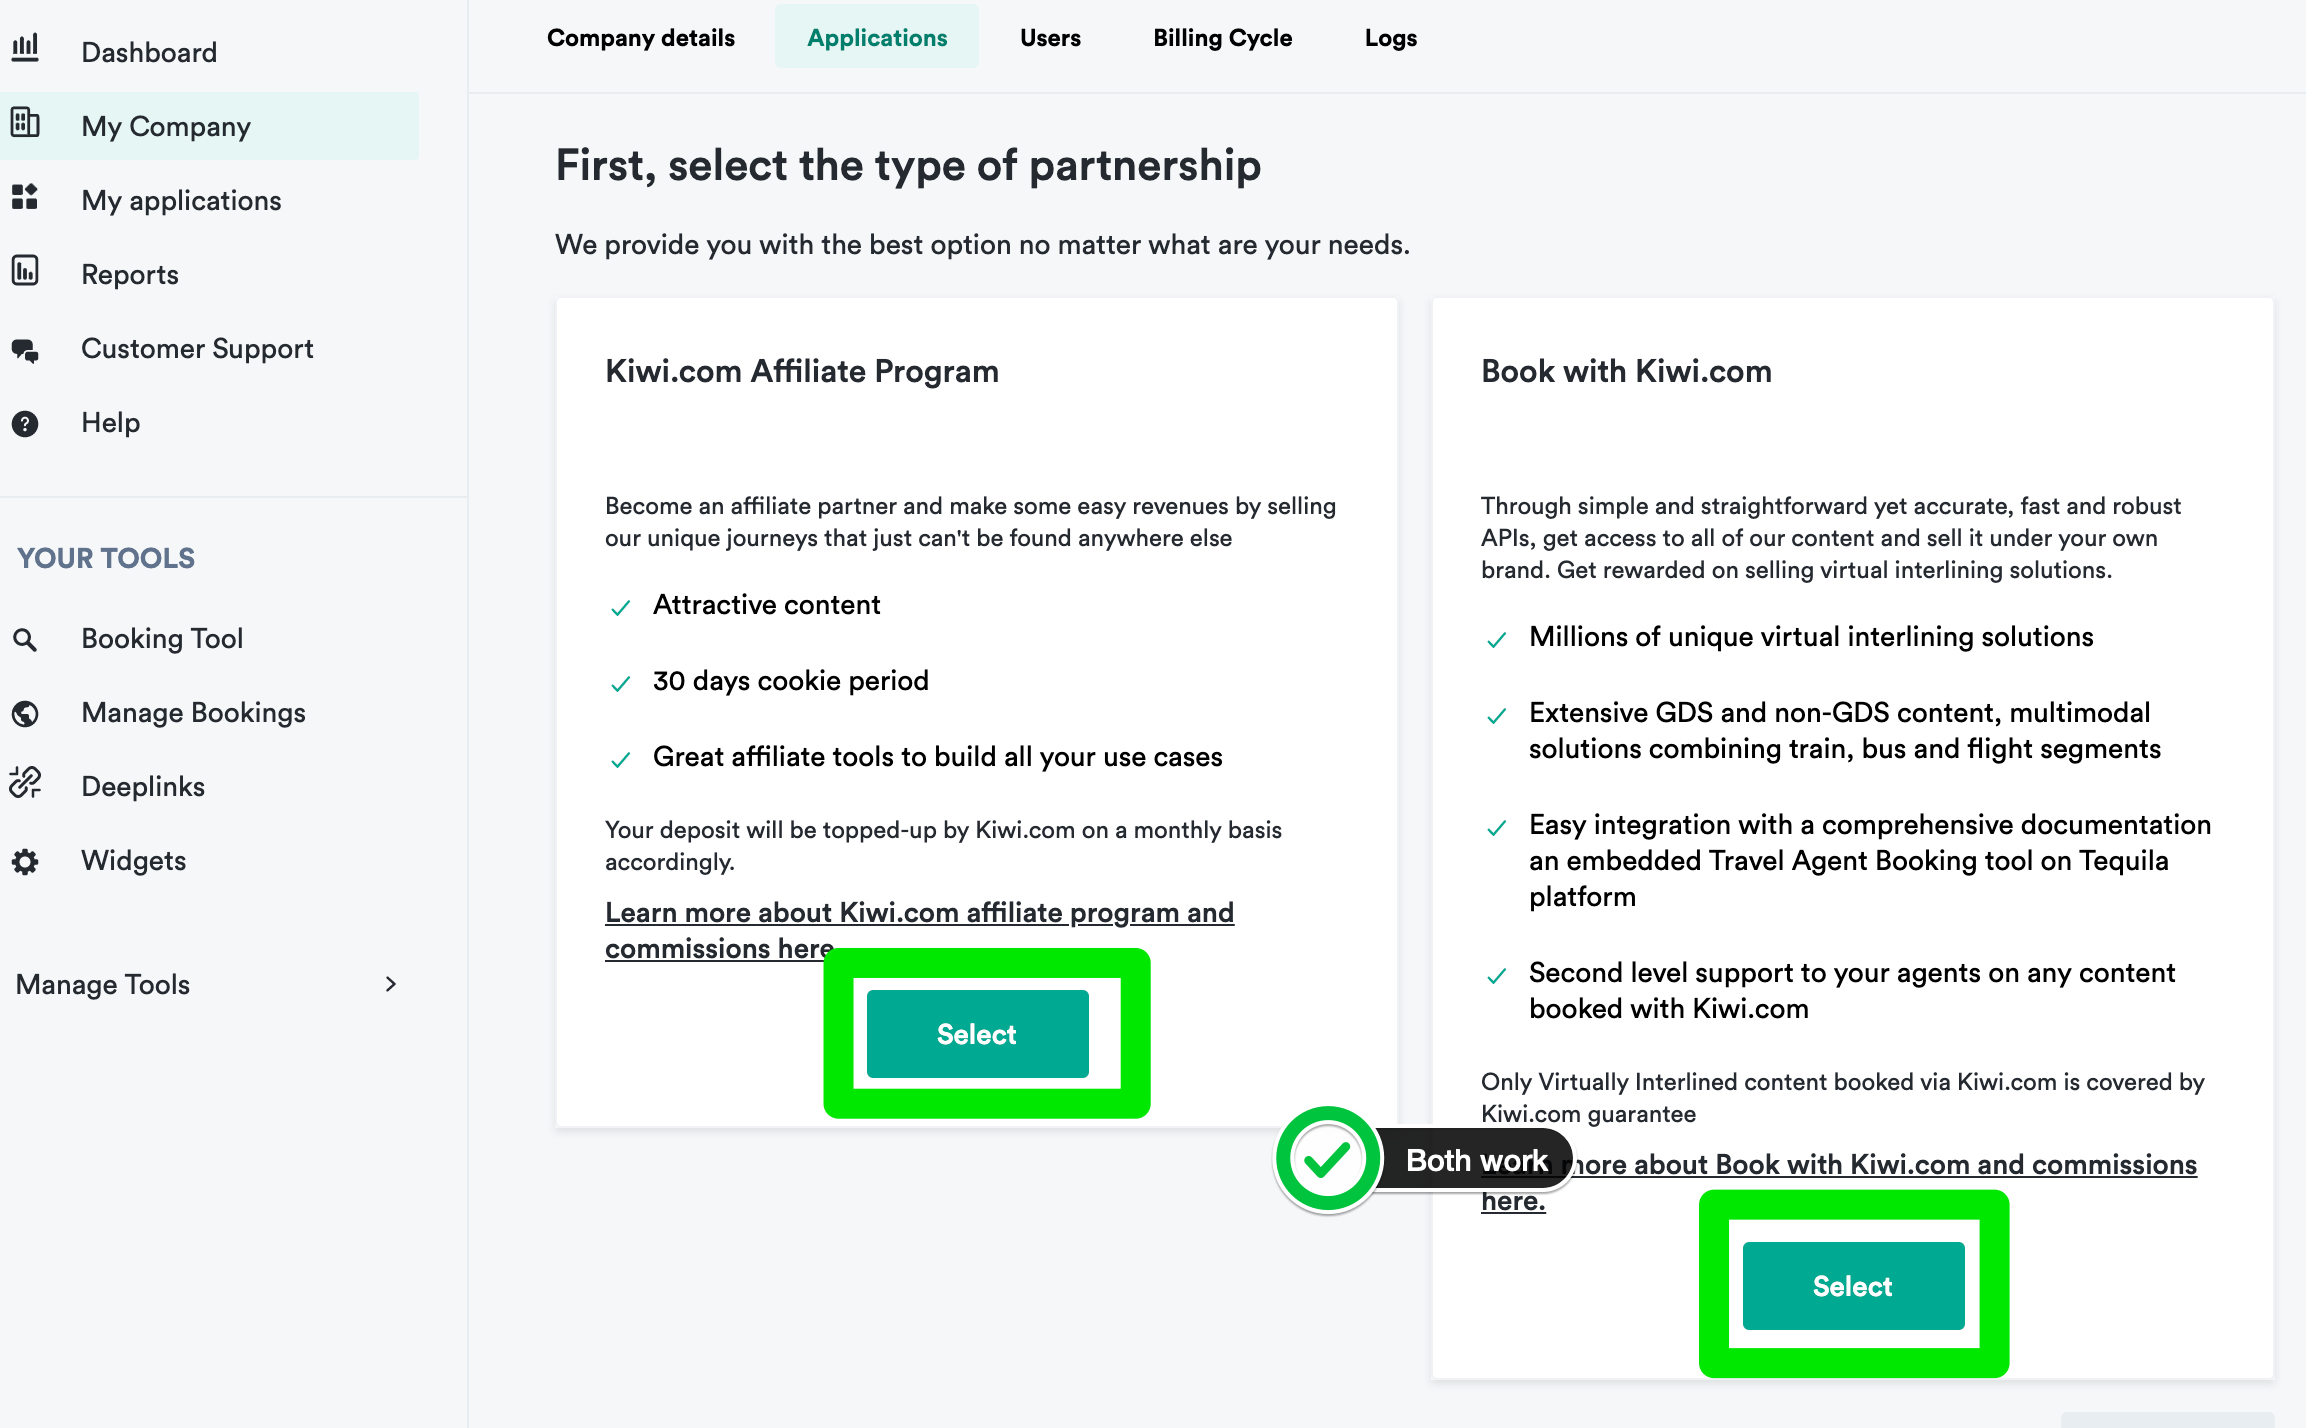 Company details
Applications
Users
Billing Cycle
Logs
Dashboard
My Company
My applications
Reports
Customer Support
Help
YOUR TOOLS
Booking Tool
Manage Bookings
Deeplinks
Widgets
Manage Tools
First, select the type of partnership
We provide you with the best option no matter what are your needs.
Kiwi.com Affiliate Program
Become an affiliate partner and make some easy revenues by selling
our unique journeys that just can't be found anywhere else
Attractive content
30 days cookie period
Great affiliate tools to build all your use cases
Your deposit will be topped-up by Kiwi.com on a monthly basis
accordingly.
Learn more about Kiwi.com affiliate program and
commissions here
Select
Both work
Book with Kiwi.com
Through simple and straightforward yet accurate, fast and robust
APIs, get access to all of our content and sell it under your own
brand. Get rewarded on selling virtual interlining solutions.
Millions of unique virtual interlining solutions
Extensive GDS and non-GDS content, multimodal
solutions combining train, bus and flight segments
Easy integration with a comprehensive documentation
an embedded Travel Agent Booking tool on Tequila
platform
Second level support to your agents on any content
booked with Kiwi.com
Only Virtually Interlined content booked via Kiwi.com is covered by
Kiwi.com guarantee
more about Book with Kiwi.com and commissions
here.
Select